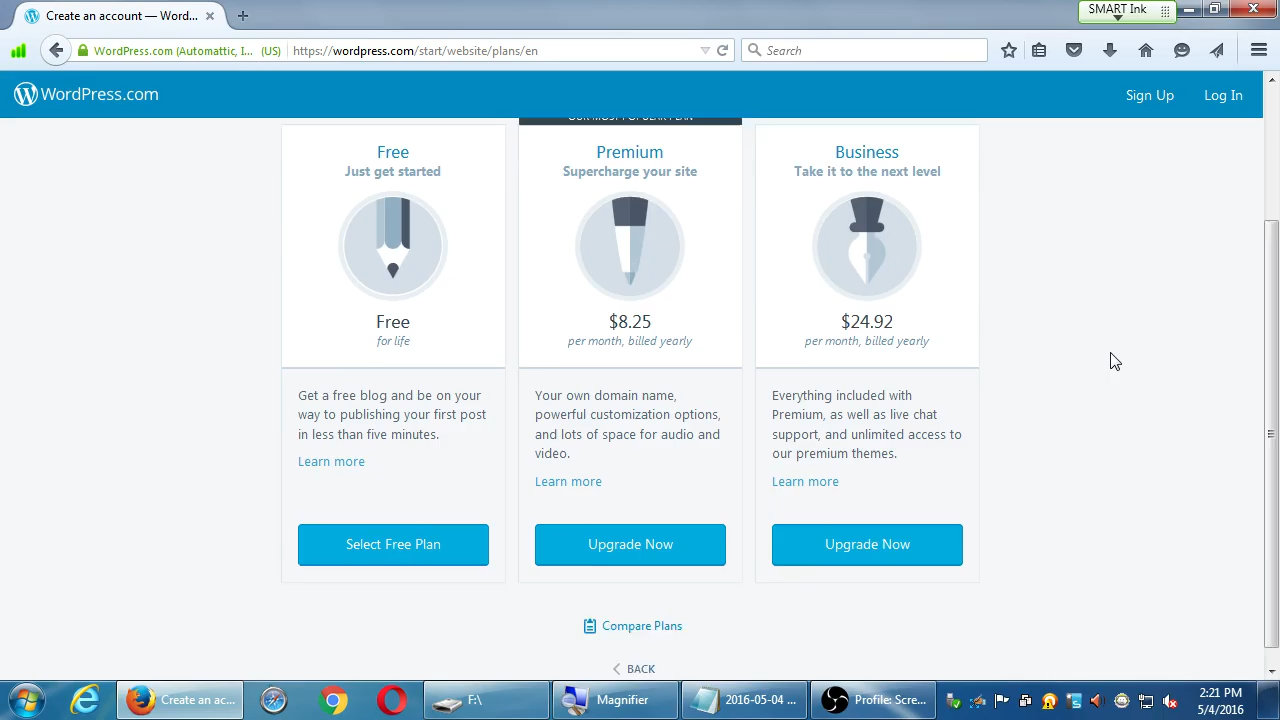 Create an account — Word...
SMART Ink
WordPress.com (Automattic, I... (US)
https://wordpress.com/start/website/plans/en
Search
WordPress.com
Sign Up
Log In
OUR MOST POPULAR PLAN
Free
Just get started
Free
for life
Get a free blog and be on your
way to publishing your first post
in less than five minutes.
Learn more
Select Free Plan
Premium
Supercharge your site
$8.25
per month, billed yearly
Your own domain name,
powerful customization options,
and lots of space for audio and
video.
Learn more
Upgrade Now
Business
Take it to the next level
$24.92
per month, billed yearly
Everything included with
Premium, as well as live chat
support, and unlimited access to
our premium themes.
Learn more
Upgrade Now
Compare Plans
BACK
Create an ac...
F:\
Magnifier
2016-05-04 ...
Profile: Scre...
2:21 PM
5/4/2016